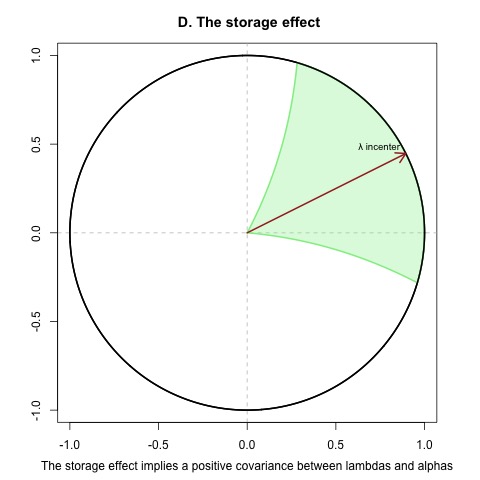 D. The storage effect
1.0
0.5
0.0
-0.5
-1.0
λ incenter
-1.0 -0.5 0.0 0.5 1.0
The storage effect implies a positive covariance between lambdas and alphas